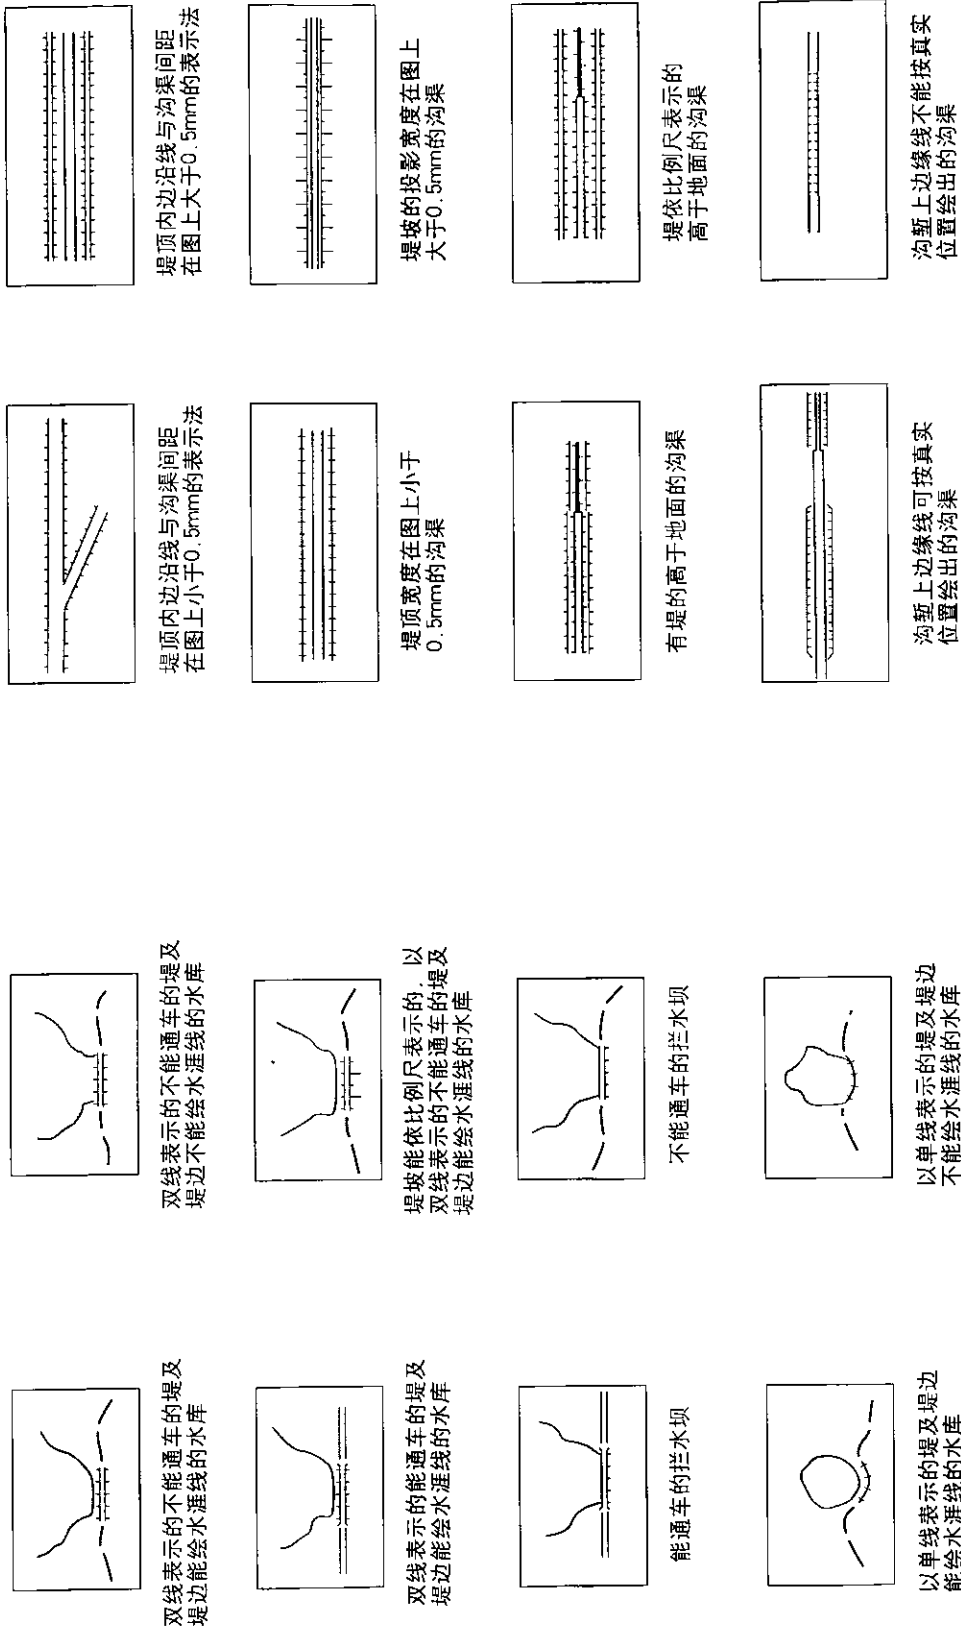 双线表示的不能通车的堤及
堤边能绘水涯线的水库
双线表示的不能通车的堤及
堤边不能绘水涯线的水库
堤顶内边沿线与沟渠间距
在图上小于0.5mm的表示法
堤顶内边沿线与沟渠间距
在图上大于0.5mm的表示法
双线表示的能通车的堤及
堤边能绘水涯线的水库
堤坡能依比例尺表示的，以
双线表示的不能通车的堤及
堤边能绘水涯线的水库
堤顶宽度在图上小于
0.5mm的沟渠
堤坡的投影宽度在图上
大于0.5mm的沟渠
能通车的拦水坝
不能通车的拦水坝
有堤的高于地面的沟渠
堤依比例尺表示的
高于地面的沟渠
以单线表示的堤及堤边
能绘水涯线的水库
以单线表示的堤及堤边
不能绘水涯线的水库
沟堑上边缘线可按真实
位置绘出的沟渠
沟堑上边缘线不能按真实
位置绘出的沟渠